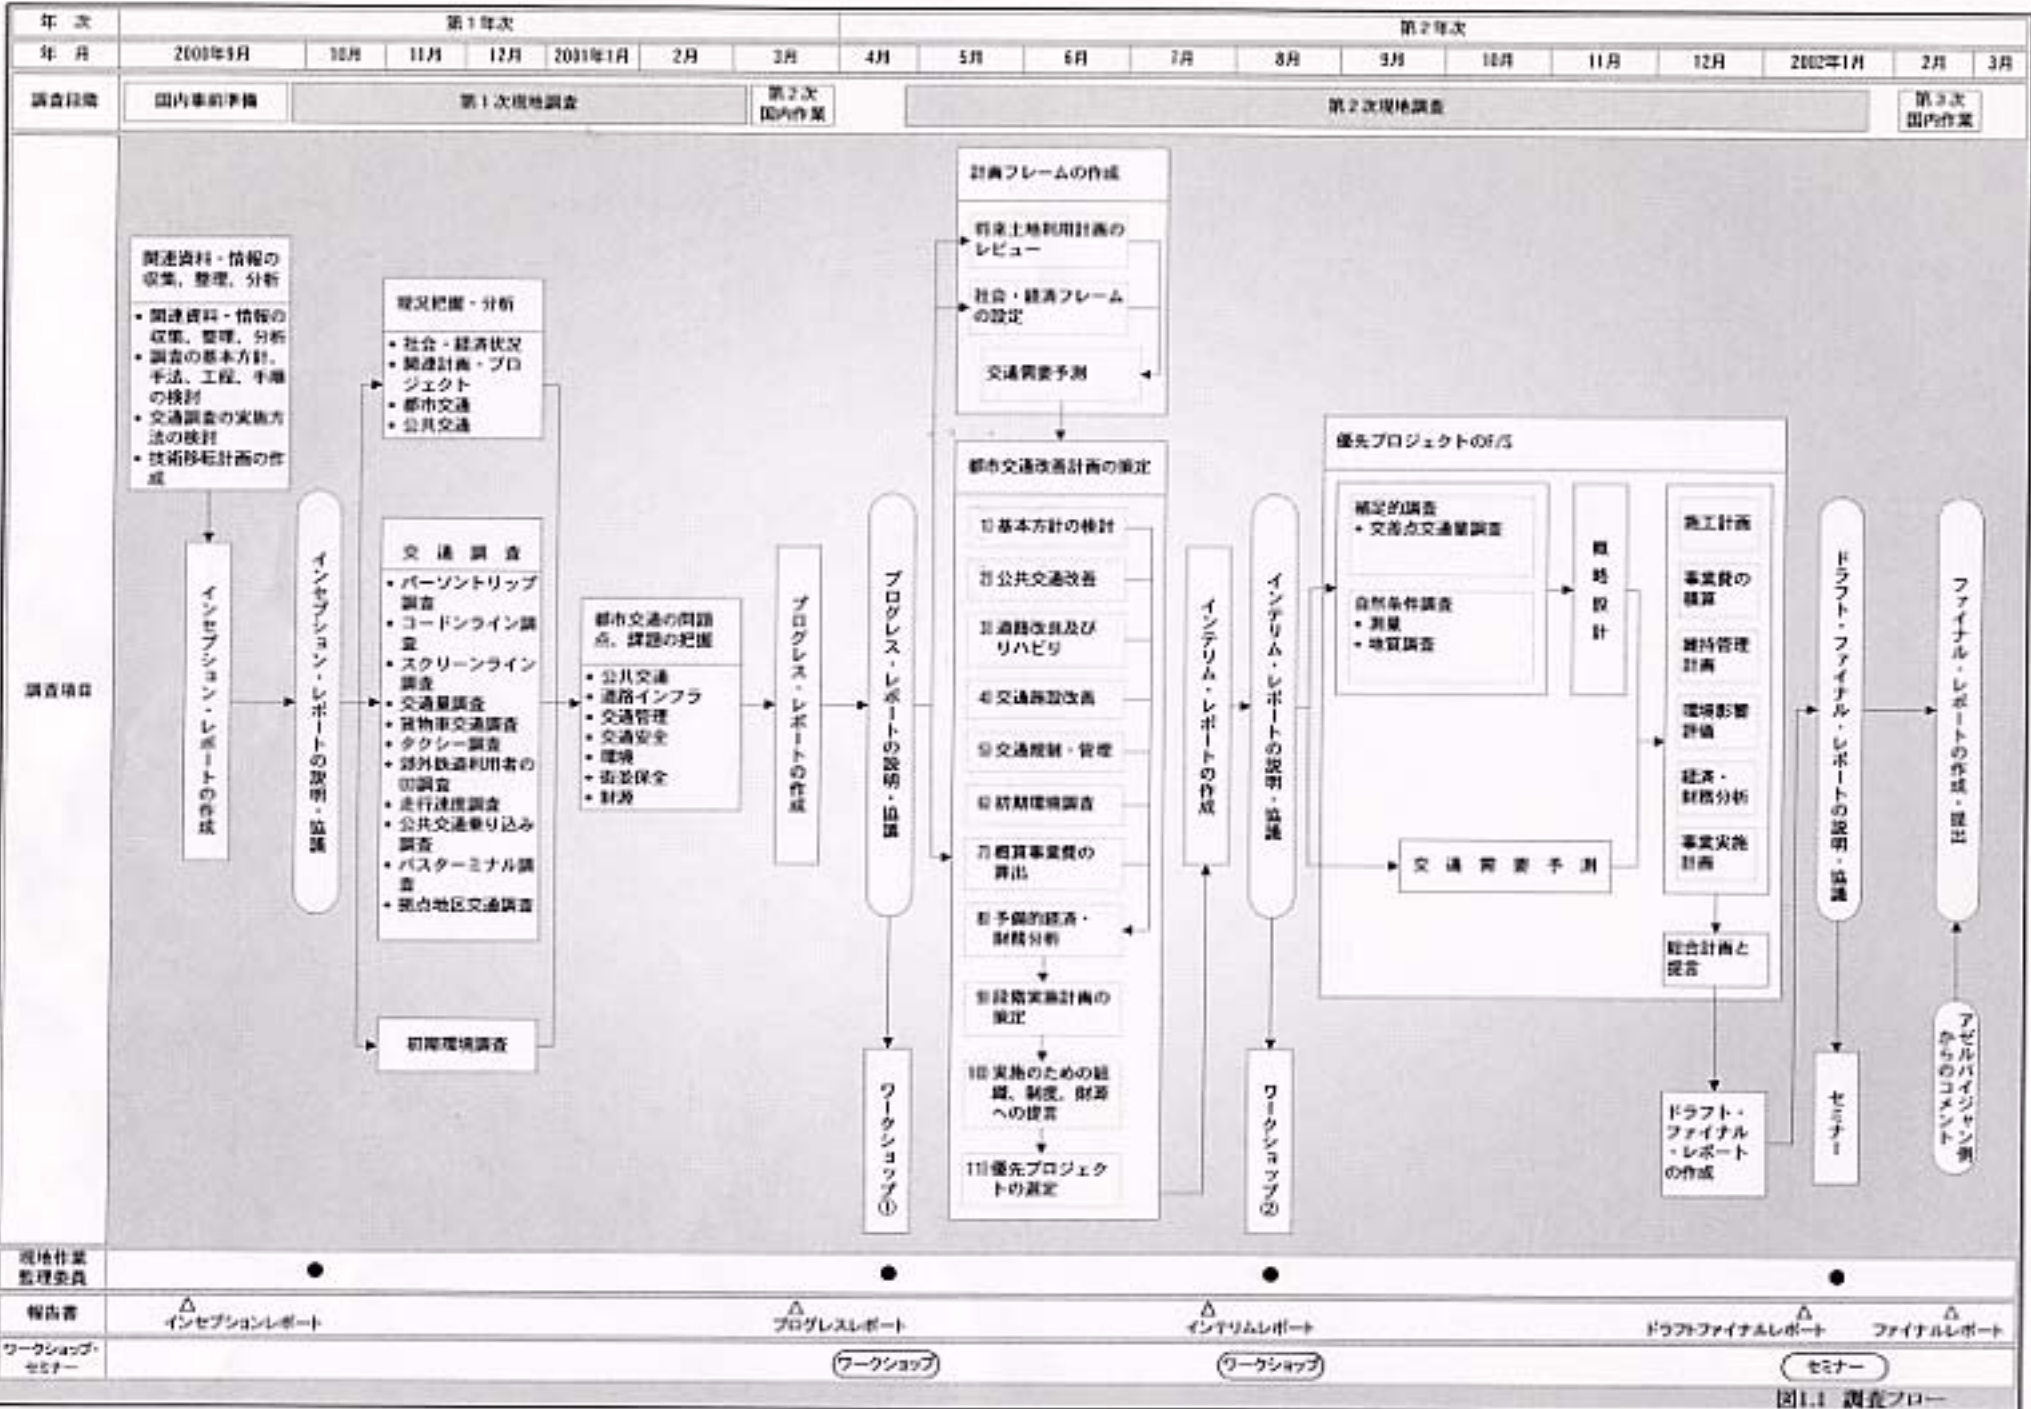 年 次
第1年次
第2年次
年 月
2000年9月
10月
11月
12月
2001年1月
2月
3月
4月
5月
6月
7月
8月
9月
10月
11月
12月
2002年1月
2月
3月
調査段階
国内事前準備
第1次現地調査
第2次
国内作業
第2次現地調査
第3次
国内作業
調査項目
関連資料・情報の
収集、整理、分析
• 関連資料・情報の
収集、整理、分析
• 調査の基本方針、
手法、工程、手順
の検討
• 交通調査の実施方
法の検討
• 技術移転計画の作
成
インセプション・レポートの作成
インセプション・レポートの説明・協議
現況把握・分析
• 社会・経済状況
• 関連計画・プロ
ジェクト
• 都市交通
• 公共交通
交 通 調 査
• パーソントリップ
調査
• コードンライン調
査
• スクリーンライン
調査
• 交通量調査
• 貨物車交通調査
• タクシー調査
• 郊外鉄道利用者の
OD調査
• 走行速度調査
• 公共交通乗り込み
調査
• バスターミナル調
査
• 拠点地区交通調査
初期環境調査
都市交通の問題
点、課題の把握
• 公共交通
• 道路インフラ
• 交通管理
• 交通安全
• 環境
• 街並保全
• 財源
プログレス・レポートの作成
プログレス・レポートの説明・協議
ワークショップ①
計画フレームの作成
将来土地利用計画の
レビュー
社会・経済フレーム
の設定
交通需要予測
都市交通改善計画の策定
1) 基本方針の検討
2) 公共交通改善
3) 道路改良及び
リハビリ
4) 交通施設改善
5) 交通規制・管理
6) 初期環境調査
7) 概算事業費の
算出
8) 予備的経済・
財務分析
9) 段階実施計画の
策定
10) 実施のための組
織、制度、財源
への提言
11) 優先プロジェク
トの選定
インテリム・レポートの作成
インテリム・レポートの説明・協議
ワークショップ②
優先プロジェクトのF/S
補足的調査
• 交差点交通量調査
自然条件調査
• 測量
• 地質調査
概略設計
交 通 需 要 予 測
施工計画
事業費の
積算
維持管理
計画
環境影響
評価
経済・
財務分析
事業実施
計画
総合計画と
提言
ドラフト・
ファイナル
・レポート
の作成
ドラフト・ファイナル・レポートの説明・協議
セミナー
ファイナル・レポートの作成・提出
アゼルバイジャン側
からのコメント
現地作業
監理委員
報告書
インセプションレポート
プログレスレポート
インテリムレポート
ドラフトファイナルレポート
ファイナルレポート
ワークショップ・
セミナー
ワークショップ
ワークショップ
セミナー
図1.1 調査フロー